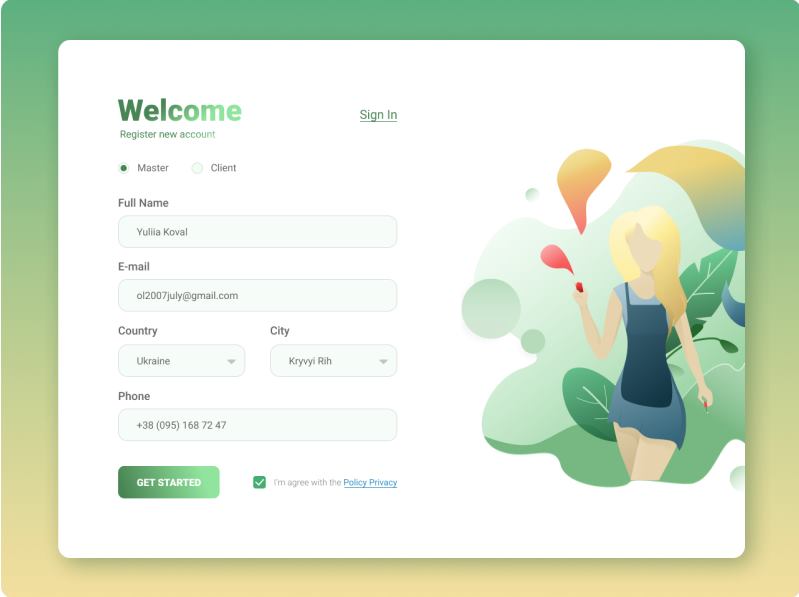 Welcome
Sign In
Register new account
Master Client
Full Name
Yuliia Koval
E-mail
ol2007july@gmail.com
Country City
Ukraine Kryvyi Rih
Phone
+38 (095) 168 72 47
GET STARTED I'm agree with the Policy Privacy